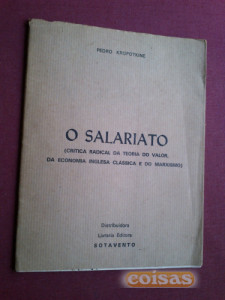 PEDRO KROPOTKINE
O SALARIATO
(CRITICA RADICAL DA TEORIA DO VALOR,
DA ECONOMIA INGLESA CLÁSSICA E DO MARXISMO)
Distribuidora
Livraria Editora
SOTAVENTO
coisas